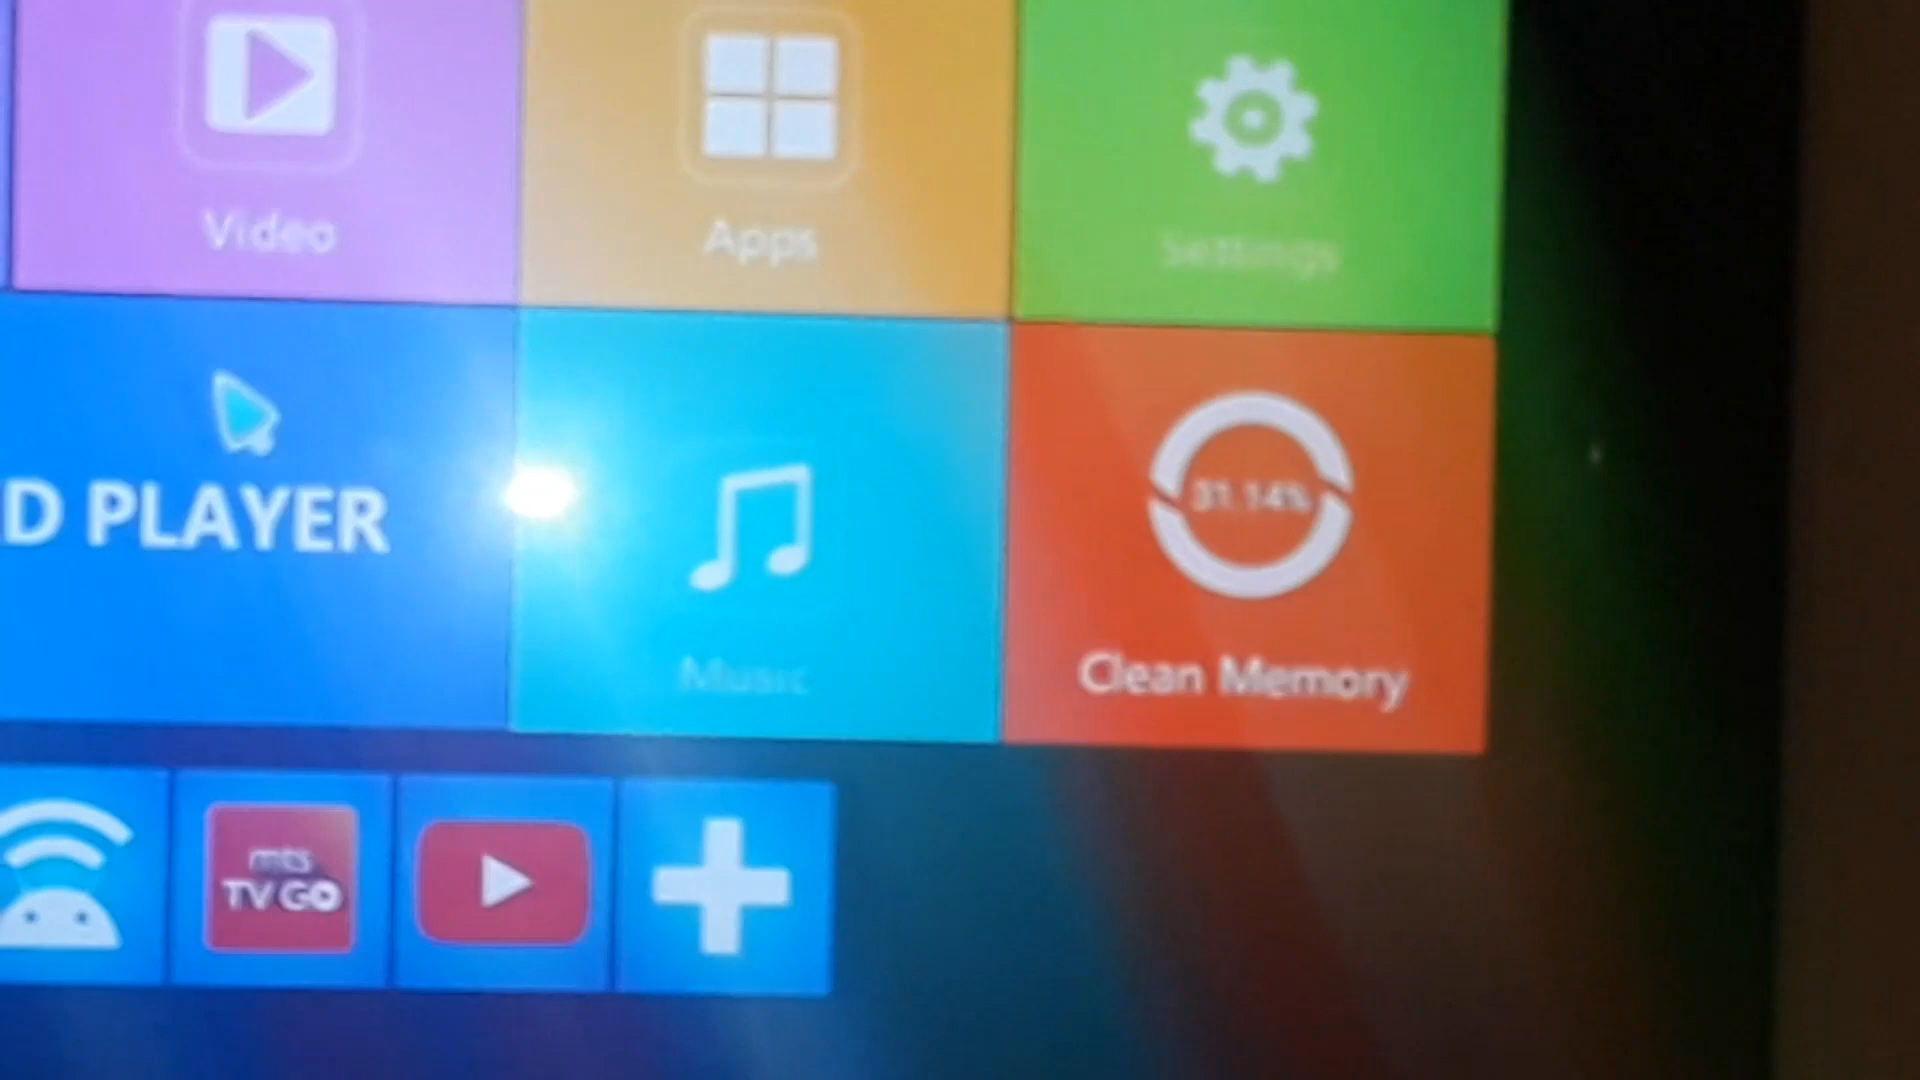 Video
Apps
Settings
D PLAYER
31.14%
Music
Clean Memory
mts
TV GO